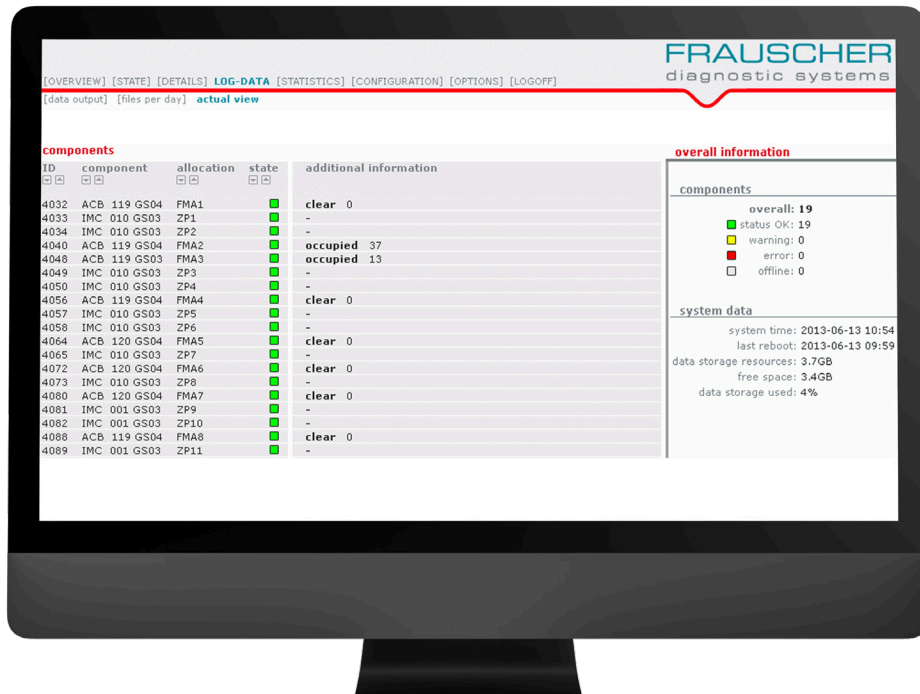 FRAUSCHER
diagnostic systems
[OVERVIEW] [STATE] [DETAILS] LOG-DATA [STATISTICS] [CONFIGURATION] [OPTIONS] [LOGOFF]
[data output] [files per day] actual view
components
ID component allocation state additional information
4032 ACB 119 GS04 FMA1 clear 0
4033 IMC 010 GS03 ZP1 -
4034 IMC 010 GS03 ZP2 -
4040 ACB 119 GS04 FMA2 occupied 37
4048 ACB 119 GS03 FMA3 occupied 13
4049 IMC 010 GS03 ZP3 -
4050 IMC 010 GS03 ZP4 -
4056 ACB 119 GS04 FMA4 clear 0
4057 IMC 010 GS03 ZP5 -
4058 IMC 010 GS03 ZP6 -
4064 ACB 120 GS04 FMA5 clear 0
4065 IMC 010 GS03 ZP7 -
4072 ACB 120 GS04 FMA6 clear 0
4073 IMC 010 GS03 ZP8 -
4080 ACB 120 GS04 FMA7 clear 0
4081 IMC 001 GS03 ZP9 -
4082 IMC 001 GS03 ZP10 -
4088 ACB 119 GS04 FMA8 clear 0
4089 IMC 001 GS03 ZP11 -
overall information
components
overall: 19
status OK: 19
warning: 0
error: 0
offline: 0
system data
system time: 2013-06-13 10:54
last reboot: 2013-06-13 09:59
data storage resources: 3.7GB
free space: 3.4GB
data storage used: 4%